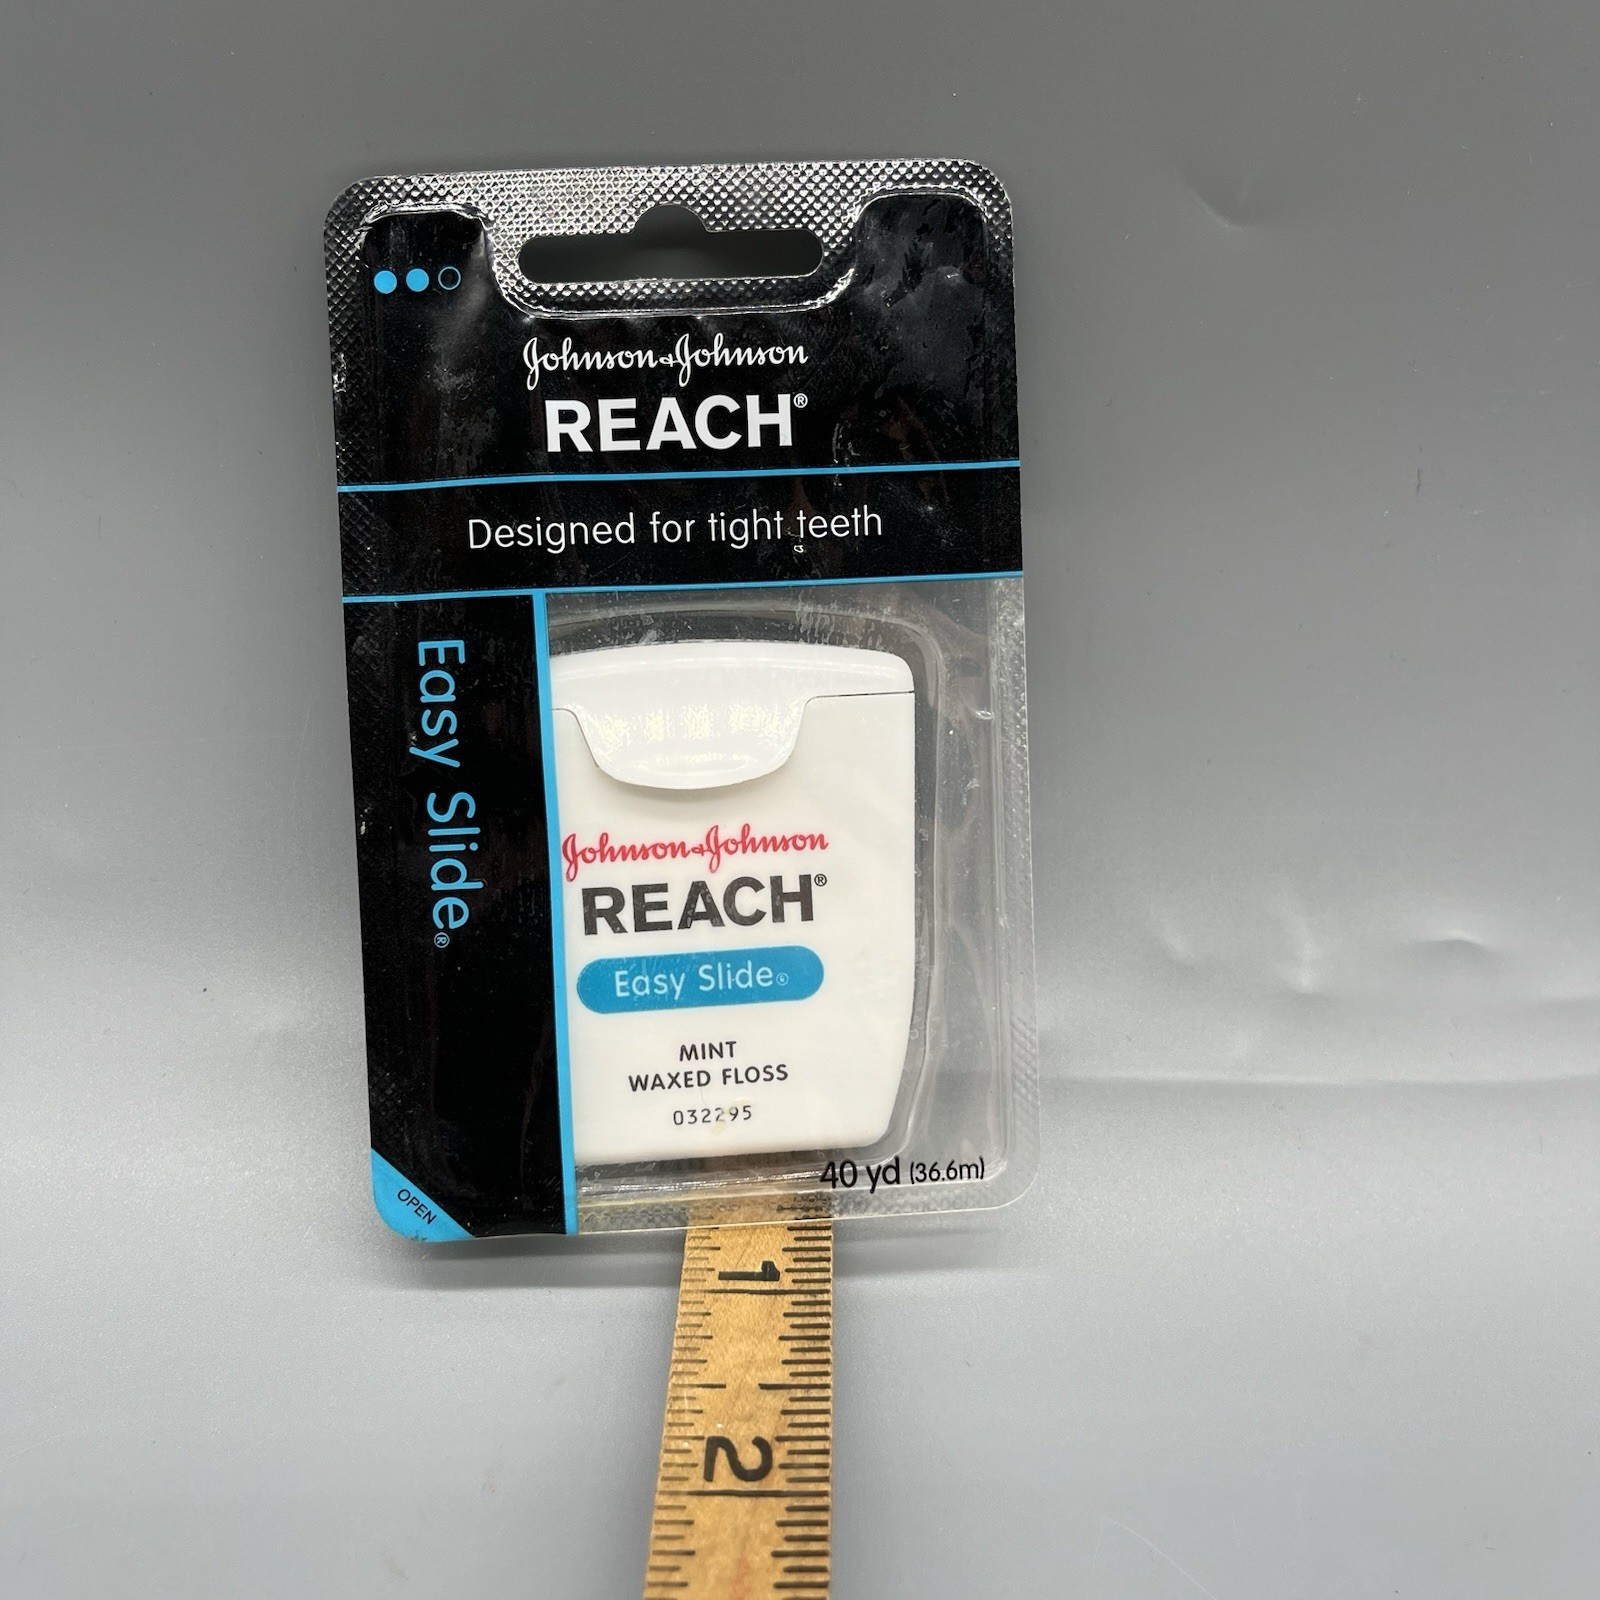 Johnson & Johnson
REACH®
Designed for tight teeth
Easy Slide®
Johnson & Johnson
REACH®
Easy Slide®
MINT
WAXED FLOSS
032295
40 yd (36.6m)
OPEN
1
2